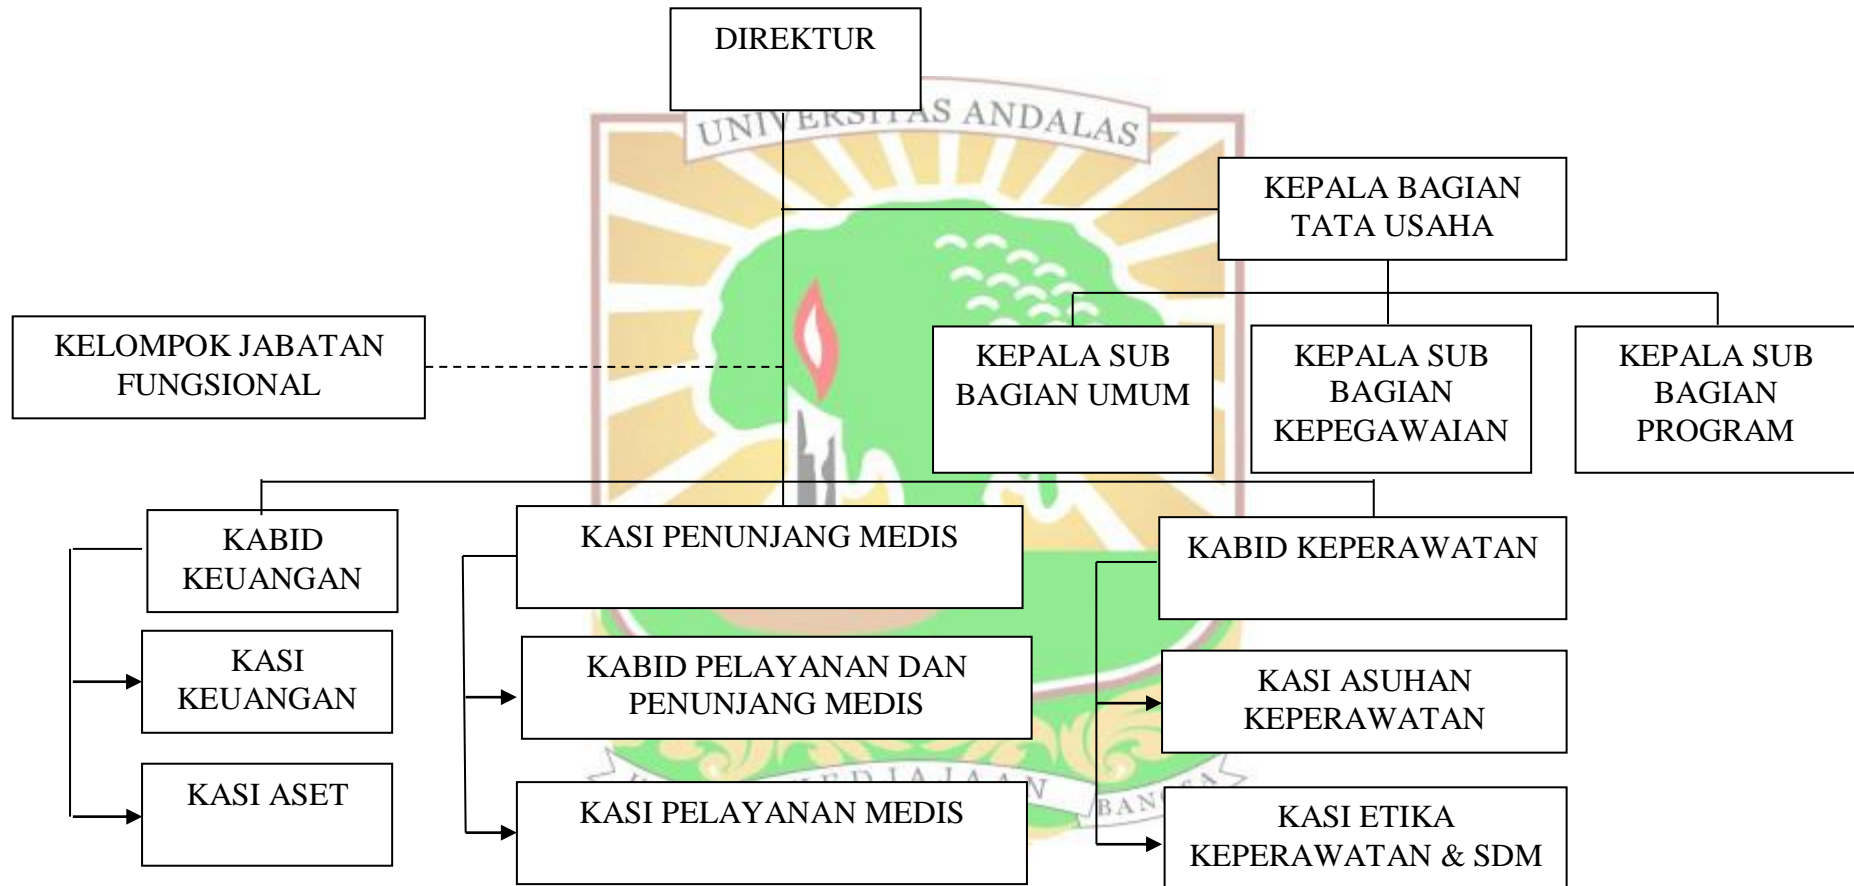 DIREKTUR
UNIVERSITAS ANDALAS
KEPALA BAGIAN
TATA USAHA
KELOMPOK JABATAN
FUNGSIONAL
KEPALA SUB
BAGIAN UMUM
KEPALA SUB
BAGIAN
KEPEGAWAIAN
KEPALA SUB
BAGIAN
PROGRAM
KABID
KEUANGAN
KASI PENUNJANG MEDIS
KABID KEPERAWATAN
KASI
KEUANGAN
KABID PELAYANAN DAN
PENUNJANG MEDIS
KASI ASUHAN
KEPERAWATAN
KASI ASET
KASI PELAYANAN MEDIS
KASI ETIKA
KEPERAWATAN & SDM